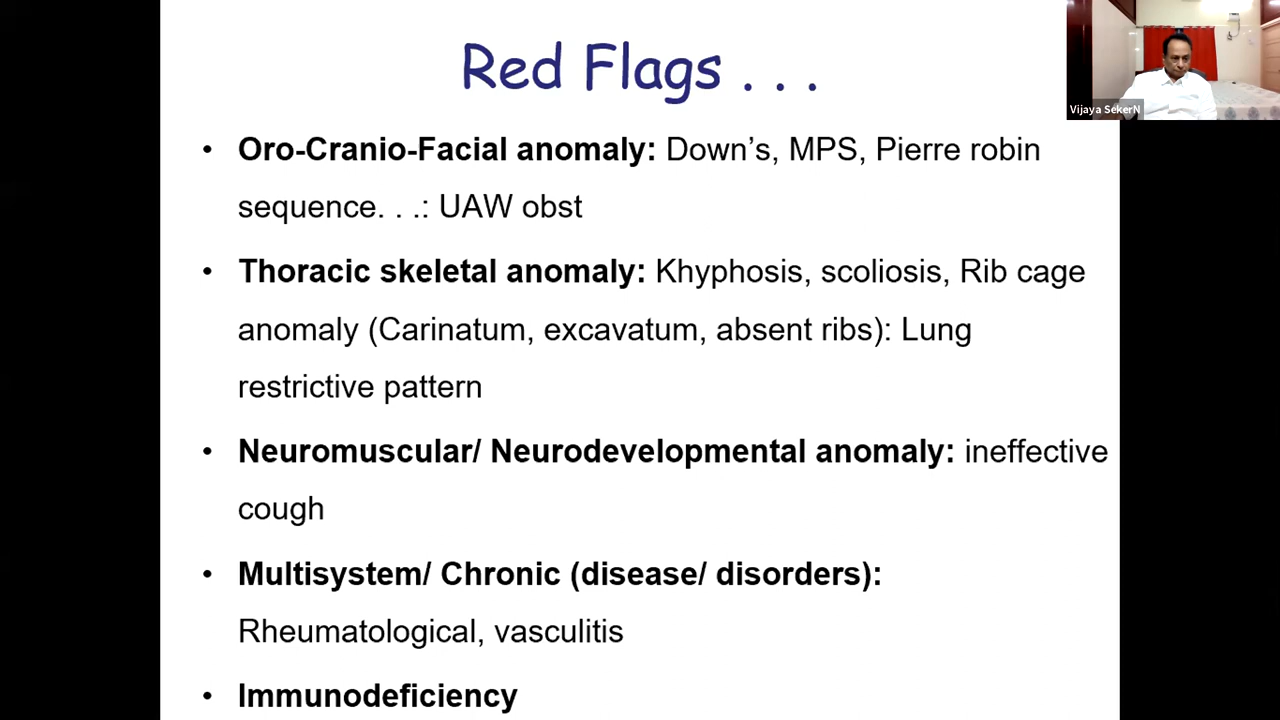 Red Flags . . .
Vijaya SekerN
• Oro-Cranio-Facial anomaly: Down's, MPS, Pierre robin
sequence. . .: UAW obst
• Thoracic skeletal anomaly: Khyphosis, scoliosis, Rib cage
anomaly (Carinatum, excavatum, absent ribs): Lung
restrictive pattern
• Neuromuscular/ Neurodevelopmental anomaly: ineffective
cough
• Multisystem/ Chronic (disease/ disorders):
Rheumatological, vasculitis
• Immunodeficiency